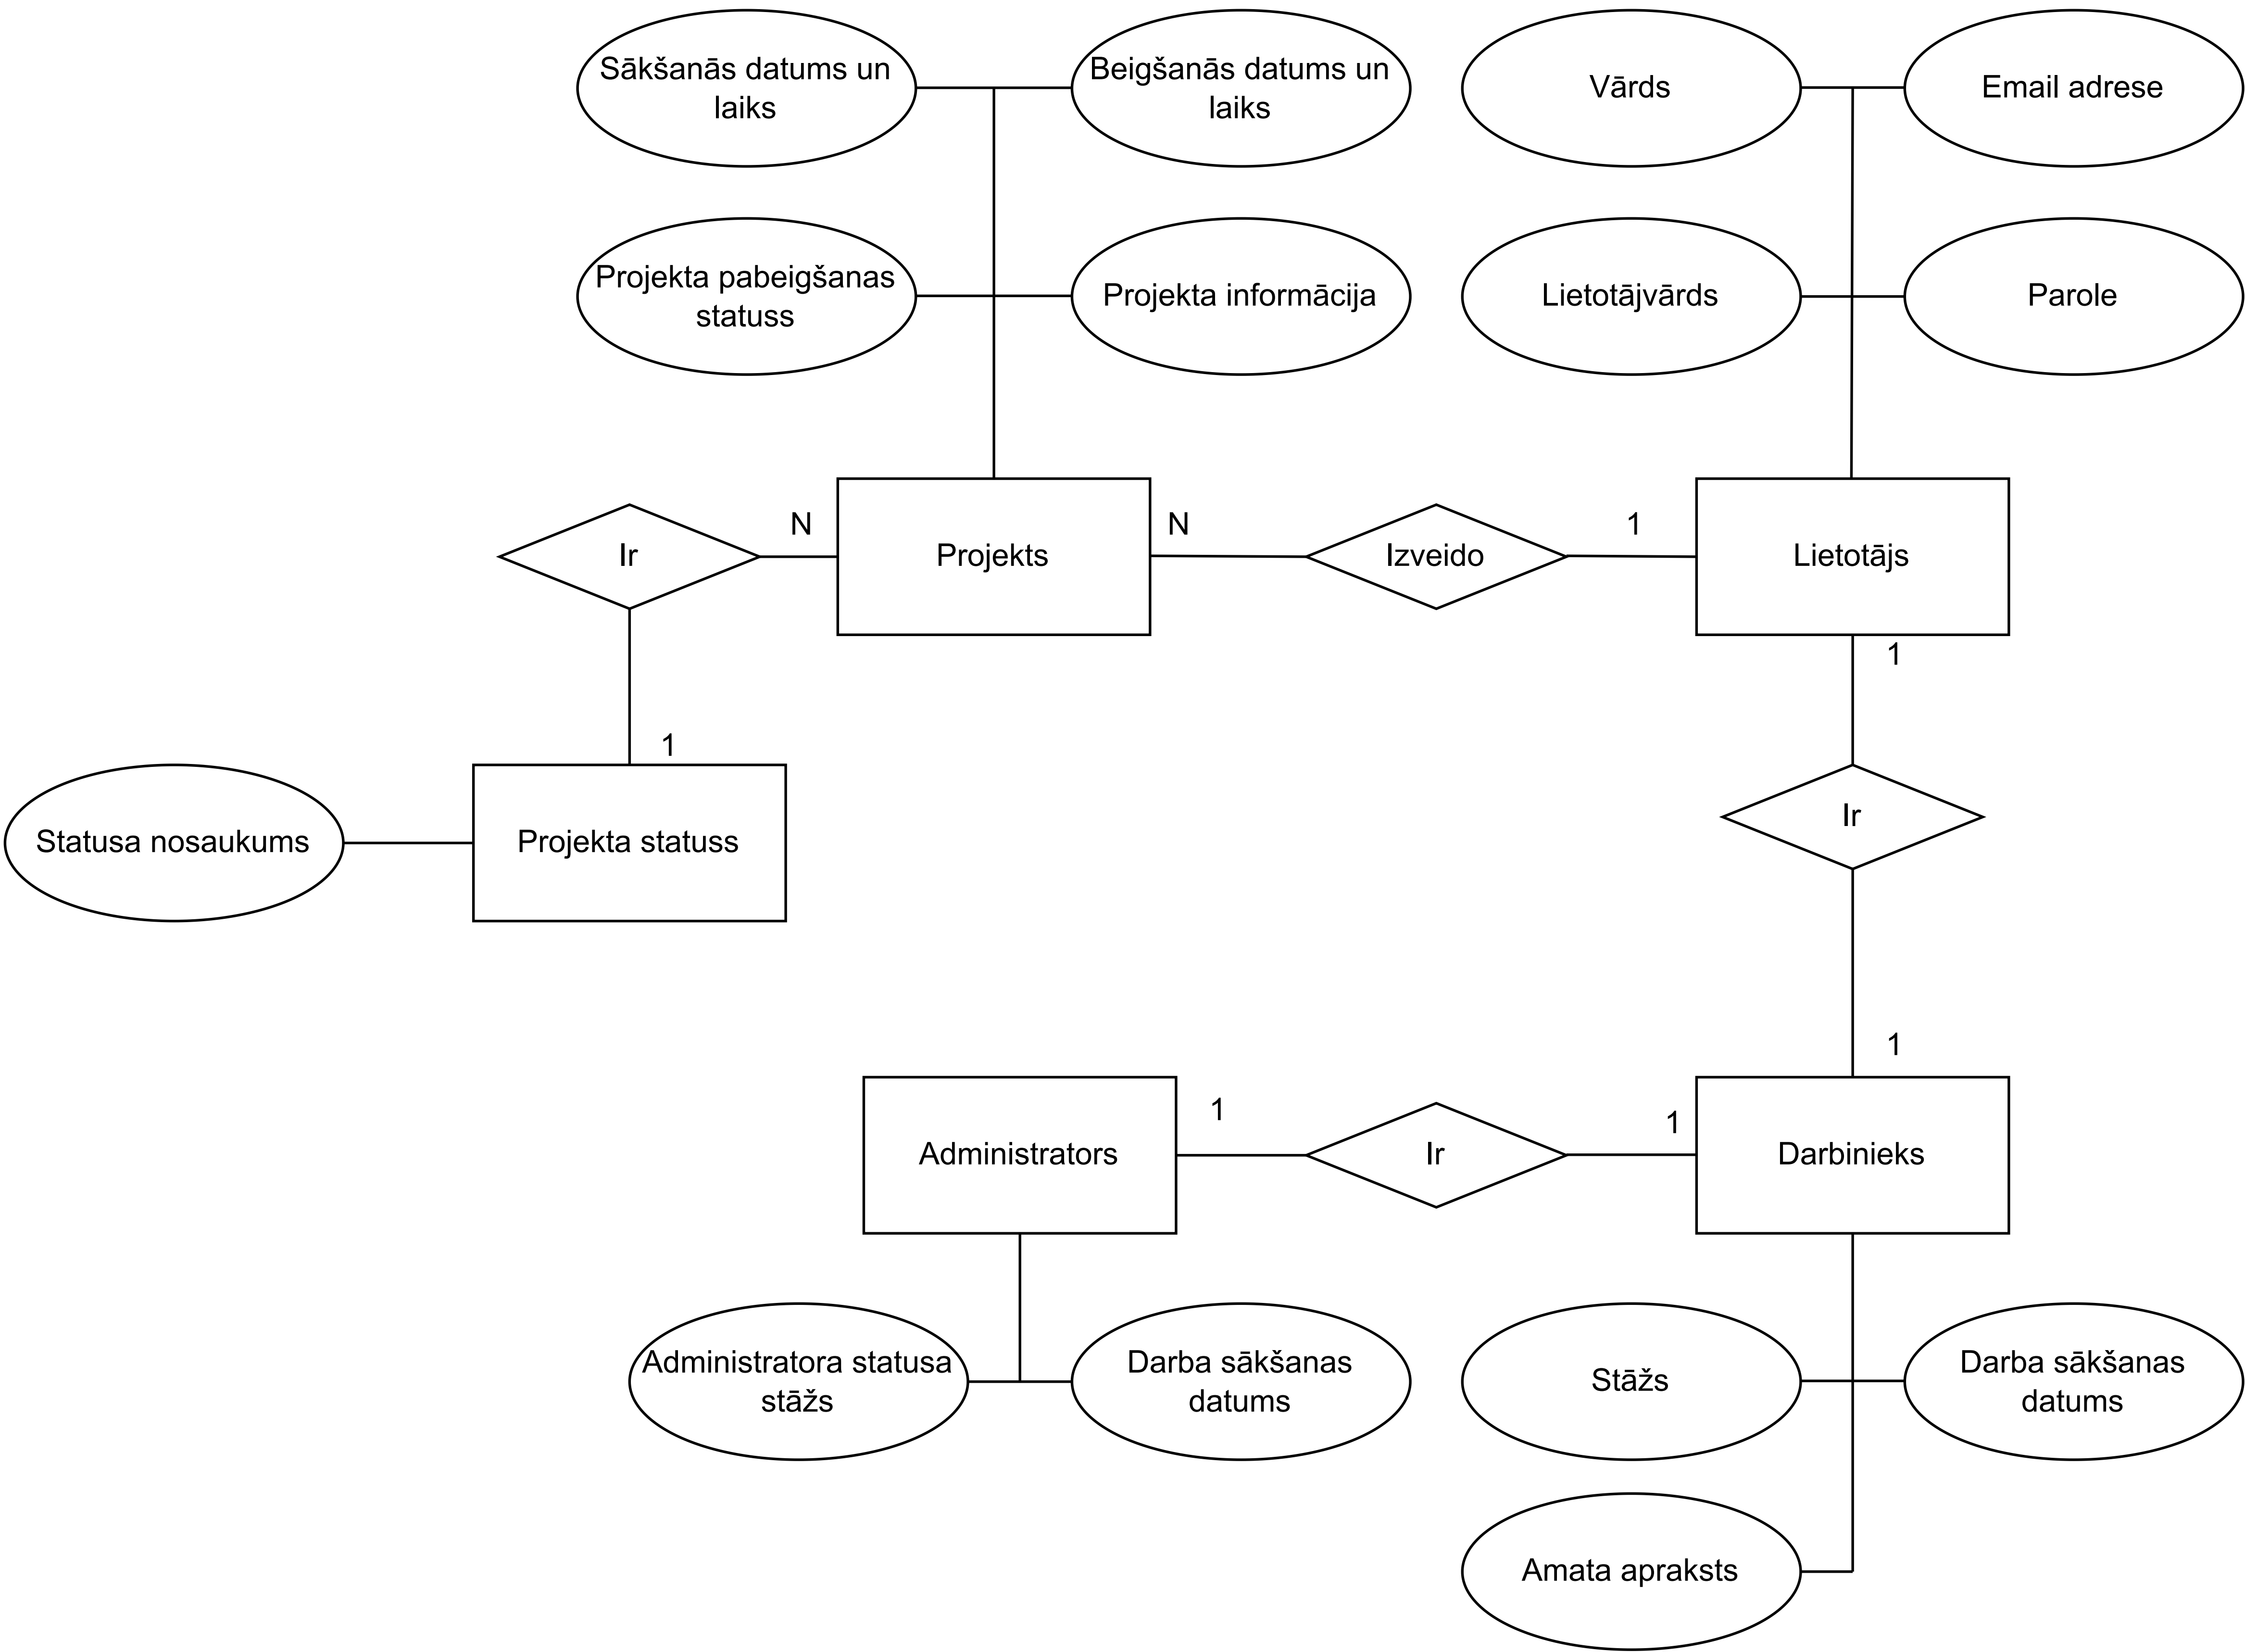 Sākšanās datums un
laiks
Beigšanās datums un
laiks
Vārds
Email adrese
Projekta pabeigšanas
statuss
Projekta informācija
Lietotājvārds
Parole
Ir
N
Projekts
N
Izveido
1
Lietotājs
1
1
Statusa nosaukums
Projekta statuss
Ir
1
Administrators
1
Ir
1
Darbinieks
Administratora statusa
stāžs
Darba sākšanas
datums
Stāžs
Darba sākšanas
datums
Amata apraksts